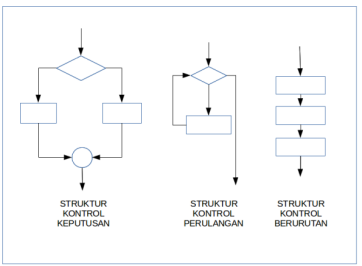 STRUKTUR
KONTROL
KEPUTUSAN
STRUKTUR
KONTROL
PERULANGAN
STRUKTUR
KONTROL
BERURUTAN